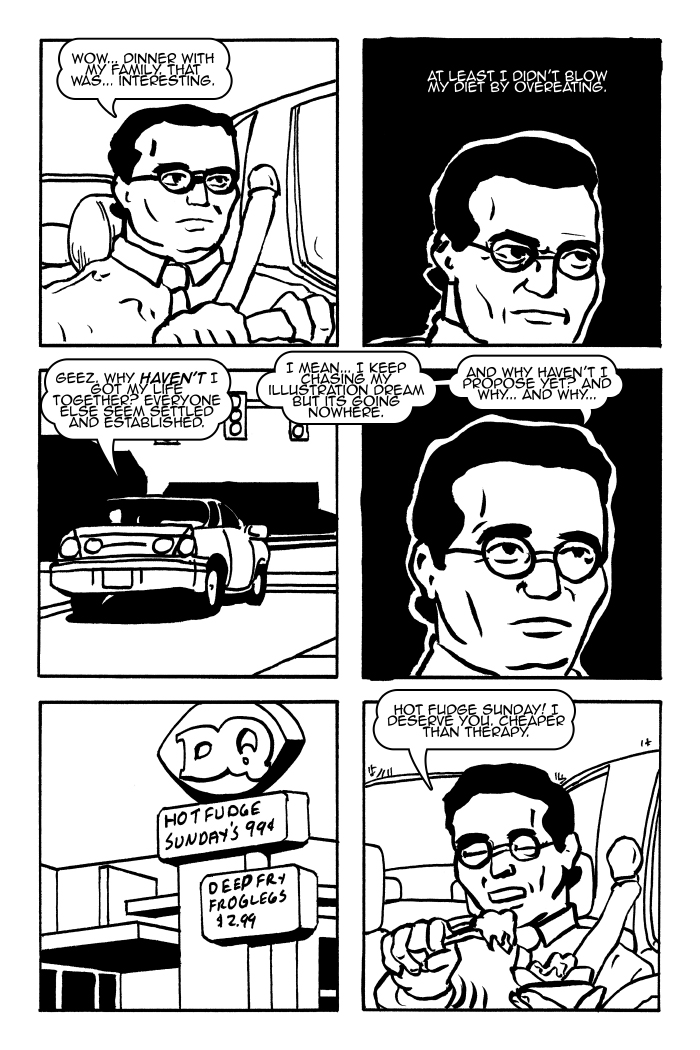 WOW... DINNER WITH
MY FAMILY. THAT
WAS... INTERESTING.
AT LEAST I DIDN'T BLOW
MY DIET BY OVEREATING.
GEEZ. WHY HAVEN'T I
GOT MY LIFE
TOGETHER? EVERYONE
ELSE SEEM SETTLED
AND ESTABLISHED.
I MEAN... I KEEP
CHASING MY
ILLUSTRATION DREAM
BUT ITS GOING
NOWHERE.
AND WHY HAVEN'T I
PROPOSE YET? AND
WHY... AND WHY...
DQ
HOT FUDGE
SUNDAY'S 99¢
DEEP FRY
FROGLEGS
$2.99
HOT FUDGE SUNDAY! I
DESERVE YOU. CHEAPER
THAN THERAPY.